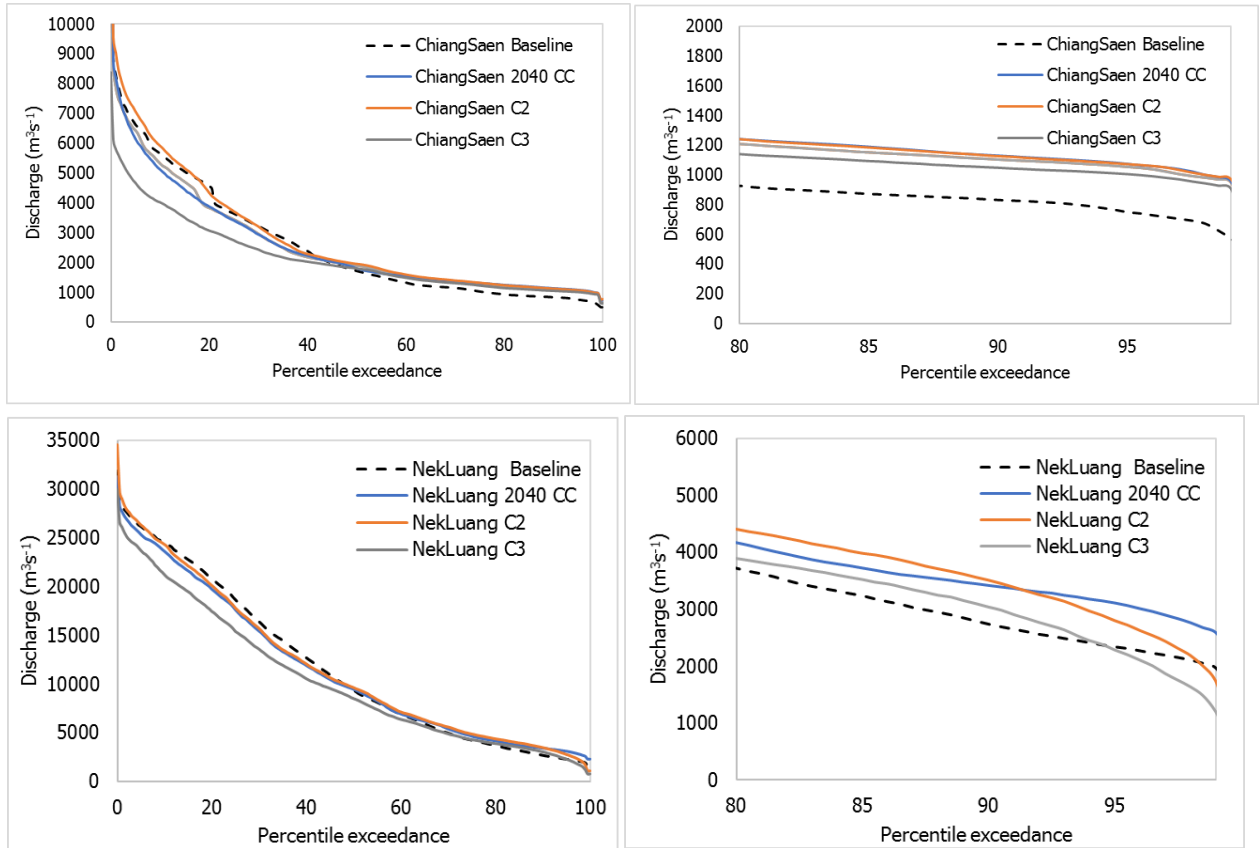 10000
9000
8000
7000
6000
5000
4000
3000
2000
1000
0
Discharge (m³s⁻¹)
ChiangSaen Baseline
ChiangSaen 2040 CC
ChiangSaen C2
ChiangSaen C3
0 20 40 60 80 100
Percentile exceedance
2000
1800
1600
1400
1200
1000
800
600
400
200
0
Discharge (m³s⁻¹)
ChiangSaen Baseline
ChiangSaen 2040 CC
ChiangSaen C2
ChiangSaen C3
80 85 90 95
Percentile exceedance
35000
30000
25000
20000
15000
10000
5000
0
Discharge (m³s⁻¹)
NekLuang Baseline
NekLuang 2040 CC
NekLuang C2
NekLuang C3
0 20 40 60 80 100
Percentile exceedance
6000
5000
4000
3000
2000
1000
0
Discharge (m³s⁻¹)
NekLuang Baseline
NekLuang 2040 CC
NekLuang C2
NekLuang C3
80 85 90 95
Percentile exceedance